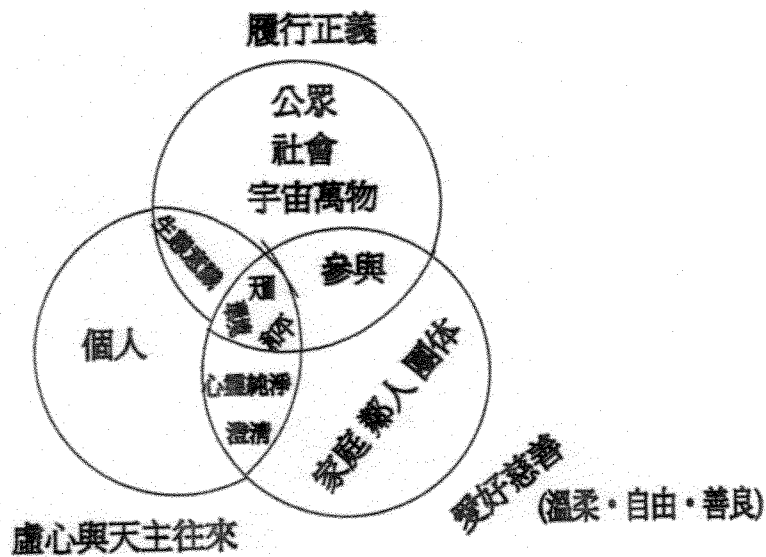 履行正義
公眾
社會
宇宙萬物
參與
個人
心靈純淨
澄清
家庭 鄰人 團体
愛好慈善
(溫柔·自由·善良)
虛心與天主往來